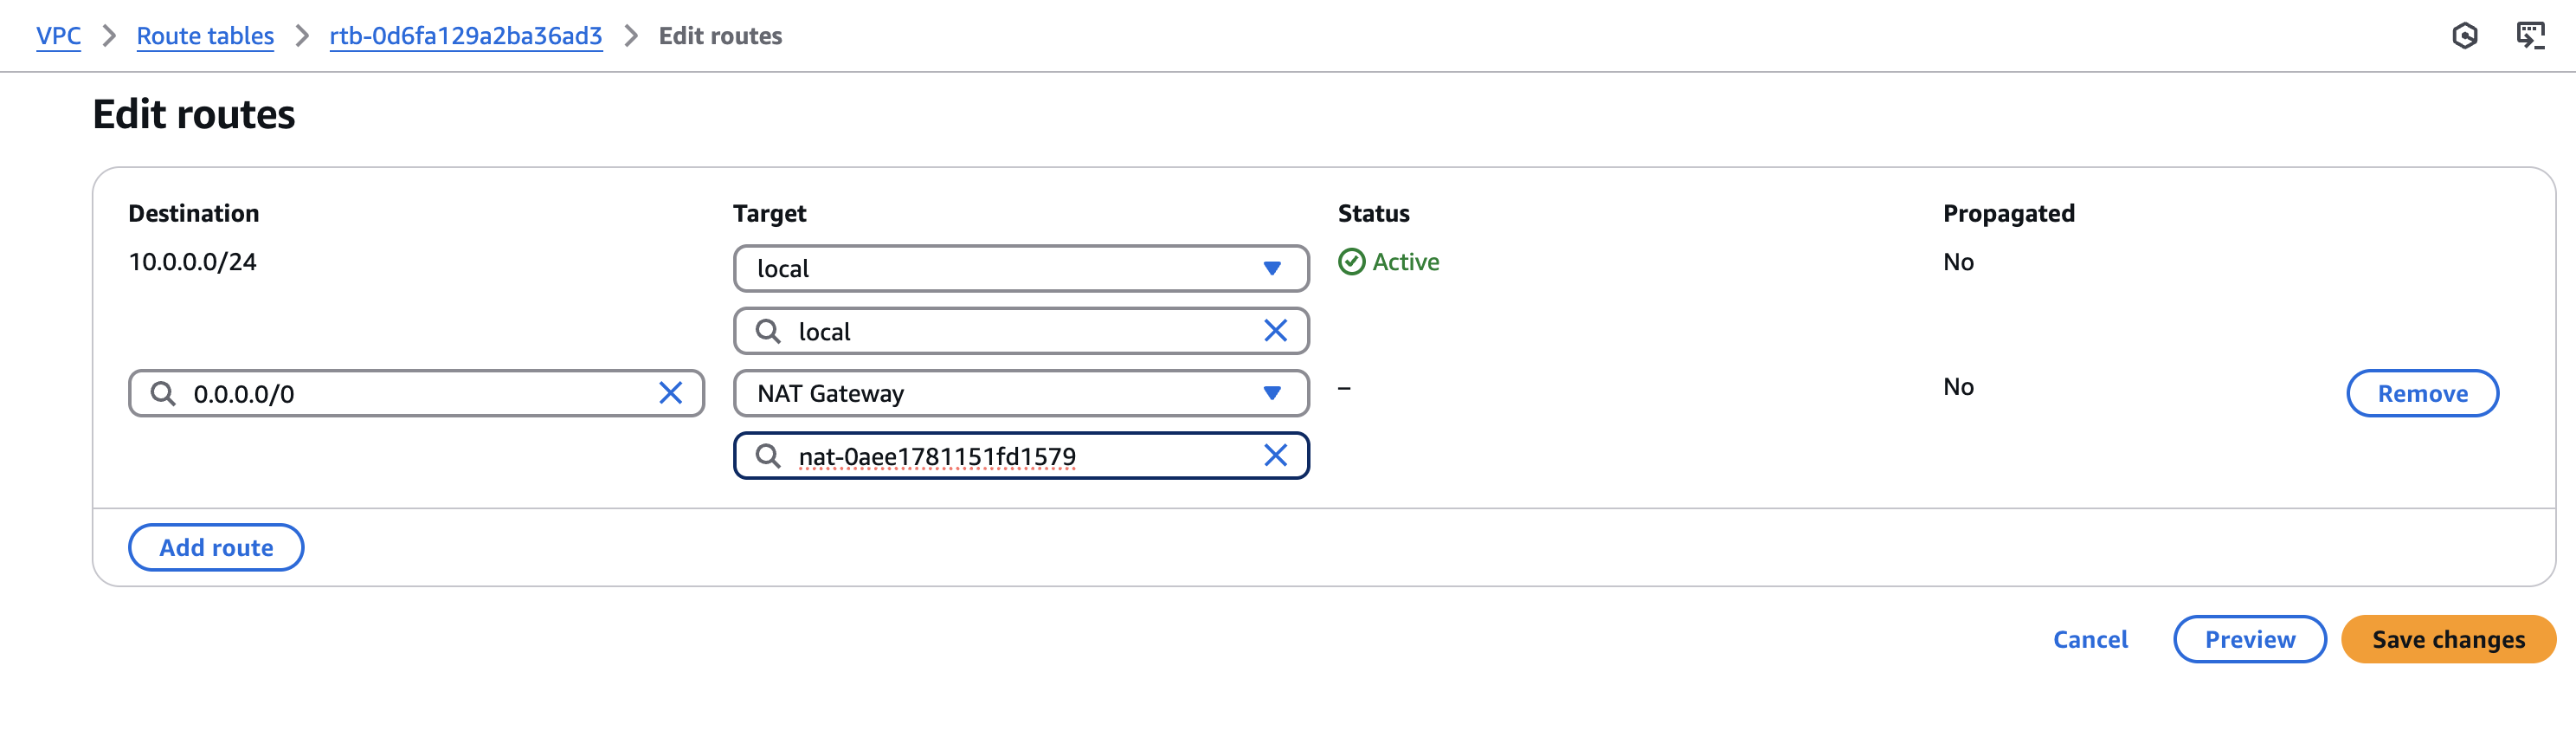 VPC > Route tables > rtb-0d6fa129a2ba36ad3 > Edit routes
Edit routes
Destination Target Status Propagated
10.0.0.0/24 local Active No
local
0.0.0.0/0 NAT Gateway – No Remove
nat-0aee1781151fd1579
Add route
Cancel Preview Save changes